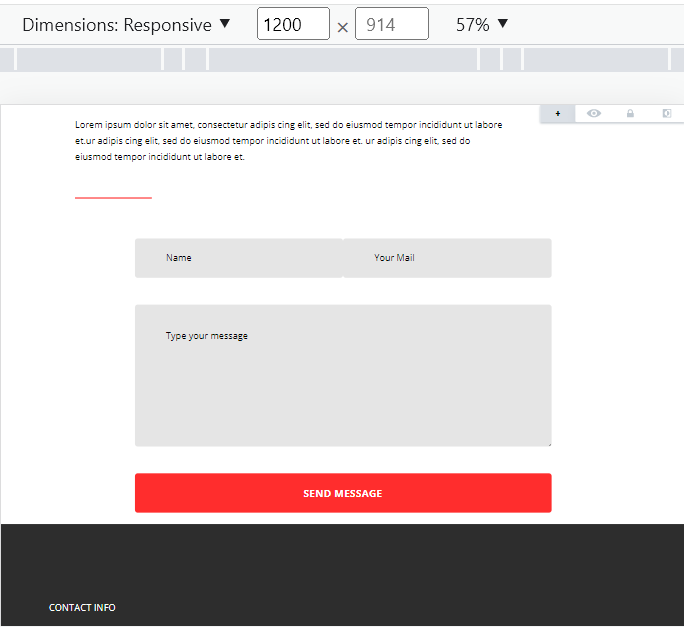 Dimensions: Responsive ▼ 1200 × 914 57% ▼
Lorem ipsum dolor sit amet, consectetur adipis cing elit, sed do eiusmod tempor incididunt ut labore
et.ur adipis cing elit, sed do eiusmod tempor incididunt ut labore et. ur adipis cing elit, sed do
eiusmod tempor incididunt ut labore et.
Name Your Mail
Type your message
SEND MESSAGE
CONTACT INFO